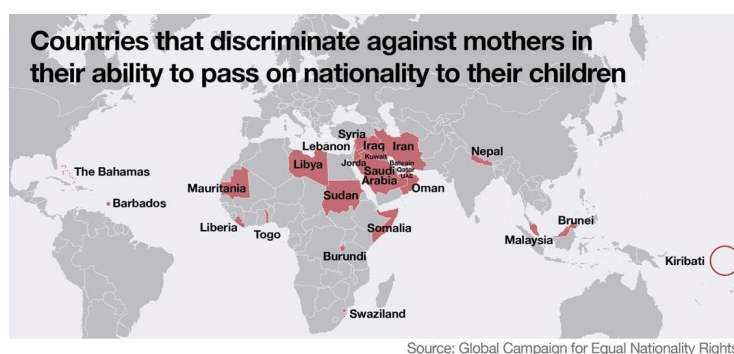 Countries that discriminate against mothers in
their ability to pass on nationality to their children
Syria
Lebanon
Iraq
Iran
Kuwait
Jorda
Bahrain
Qatar
UAE
Saudi
Arabia
Oman
Libya
Nepal
The Bahamas
Mauritania
Barbados
Sudan
Liberia
Togo
Somalia
Brunei
Malaysia
Burundi
Kiribati
Swaziland
Source: Global Campaign for Equal Nationality Rights